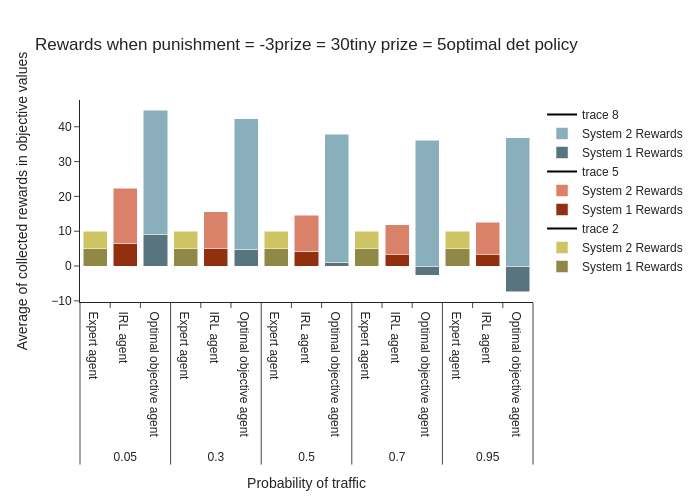 Rewards when punishment = -3prize = 30tiny prize = 5optimal det policy
Average of collected rewards in objective values
40
30
20
10
0
−10
trace 8
System 2 Rewards
System 1 Rewards
trace 5
System 2 Rewards
System 1 Rewards
trace 2
System 2 Rewards
System 1 Rewards
Expert agent
IRL agent
Optimal objective agent
Expert agent
IRL agent
Optimal objective agent
Expert agent
IRL agent
Optimal objective agent
Expert agent
IRL agent
Optimal objective agent
Expert agent
IRL agent
Optimal objective agent
0.05
0.3
0.5
0.7
0.95
Probability of traffic